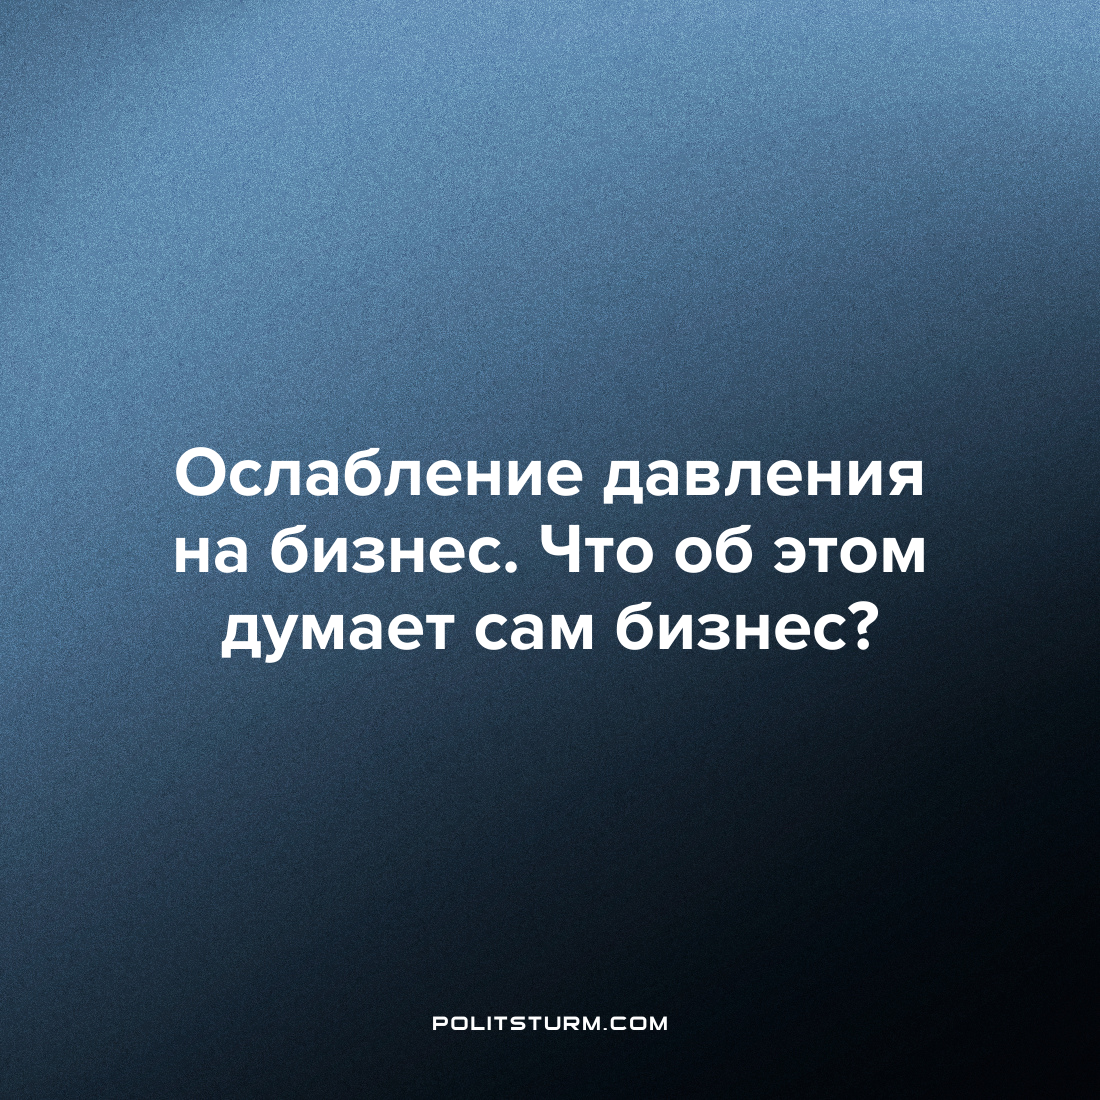 Ослабление давления
на бизнес. Что об этом
думает сам бизнес?
POLITSTURM.COM